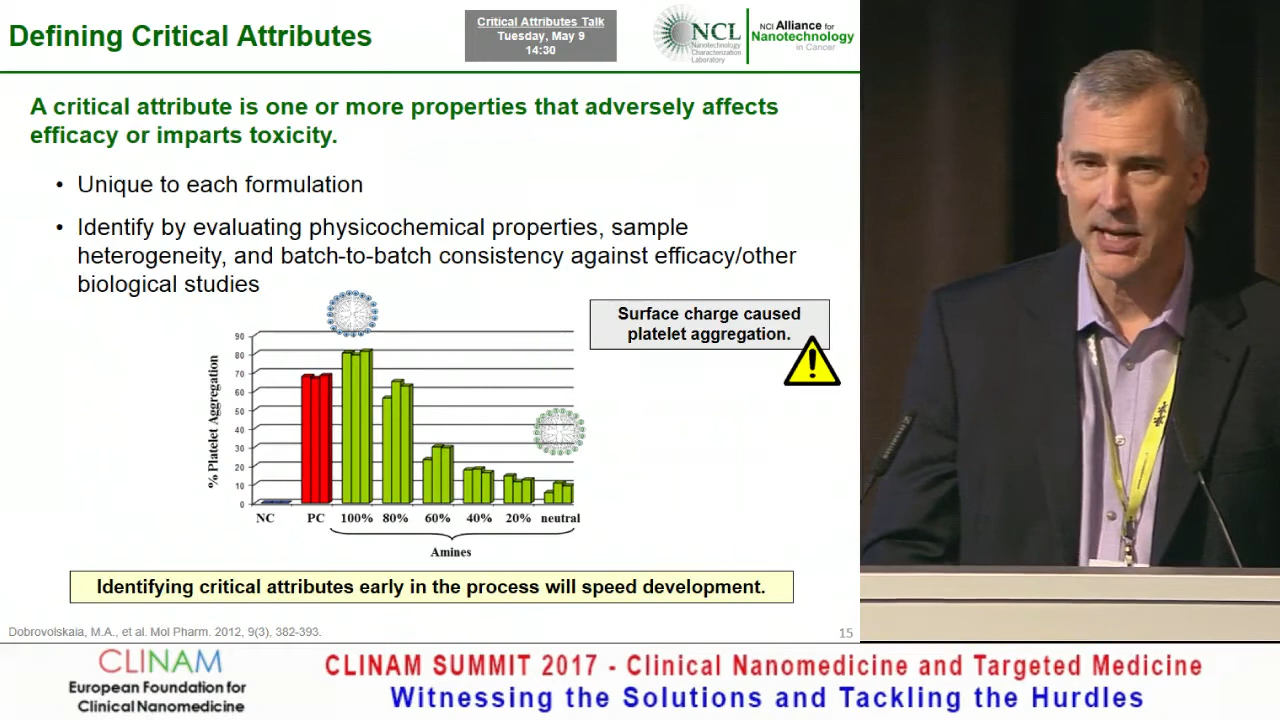 Defining Critical Attributes
Critical Attributes Talk
Tuesday, May 9
14:30
NCL
Nanotechnology
Characterization
Laboratory
NCI Alliance for
Nanotechnology
in Cancer
A critical attribute is one or more properties that adversely affects
efficacy or imparts toxicity.
• Unique to each formulation
• Identify by evaluating physicochemical properties, sample
heterogeneity, and batch-to-batch consistency against efficacy/other
biological studies
Surface charge caused
platelet aggregation.
% Platelet Aggregation
90
80
70
60
50
40
30
20
10
0
NC PC 100% 80% 60% 40% 20% neutral
Amines
Identifying critical attributes early in the process will speed development.
Dobrovolskaia, M.A., et al. Mol Pharm. 2012, 9(3), 382-393.
15
CLINAM
European Foundation for
Clinical Nanomedicine
CLINAM SUMMIT 2017 - Clinical Nanomedicine and Targeted Medicine
Witnessing the Solutions and Tackling the Hurdles